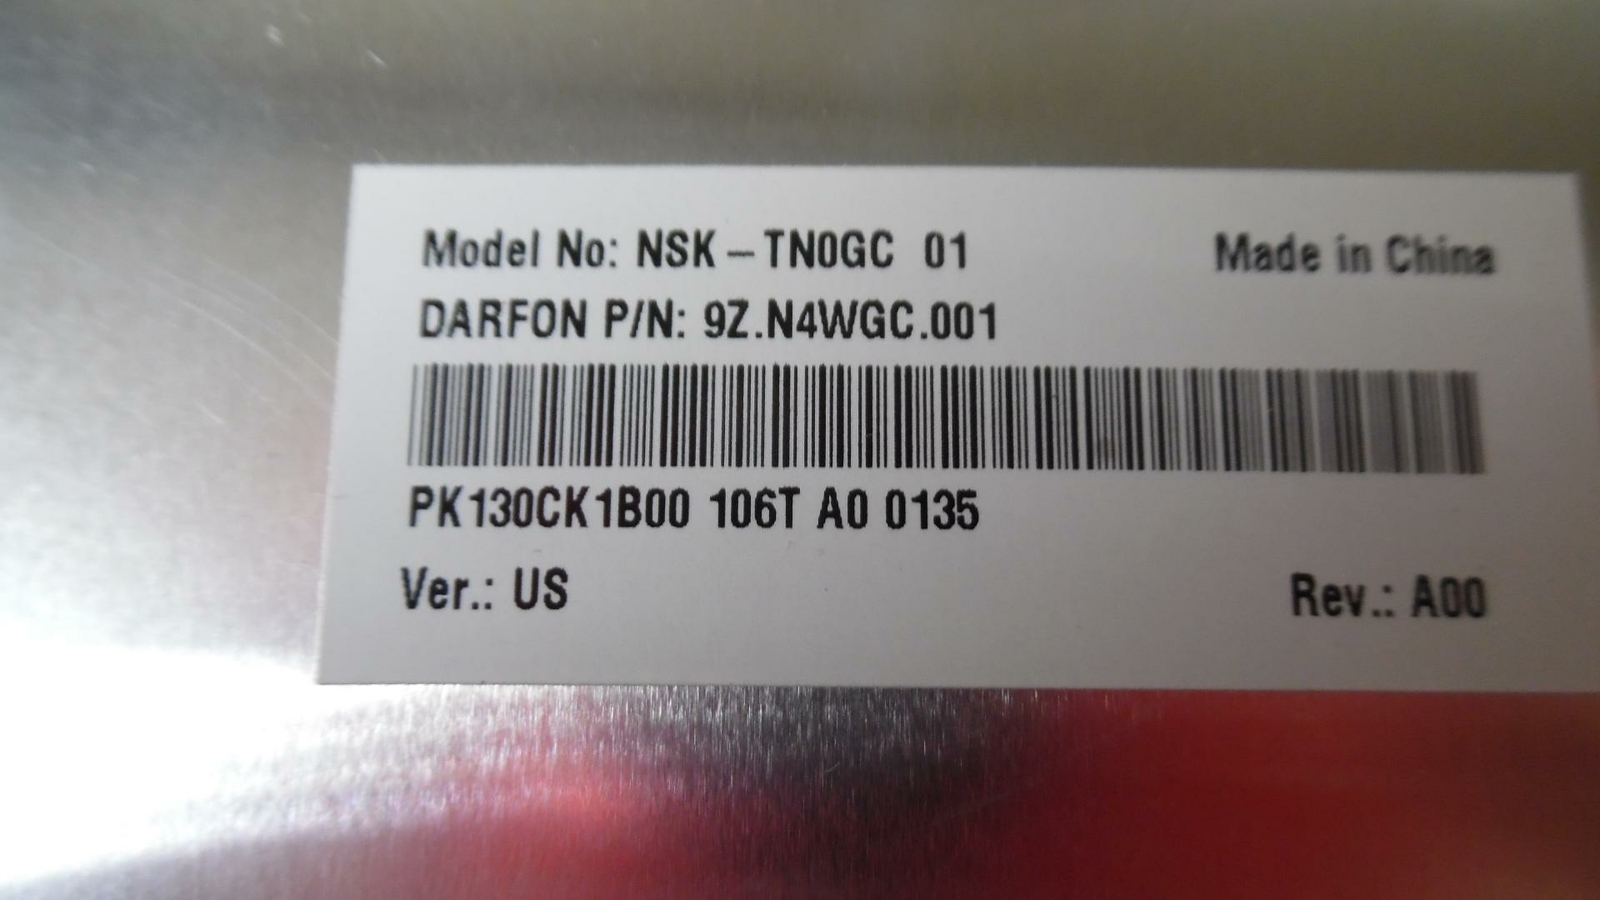 Model No: NSK-TN0GC 01 Made in China
DARFON P/N: 9Z.N4WGC.001
PK130CK1B00 106T A0 0135
Ver.: US Rev.: A00